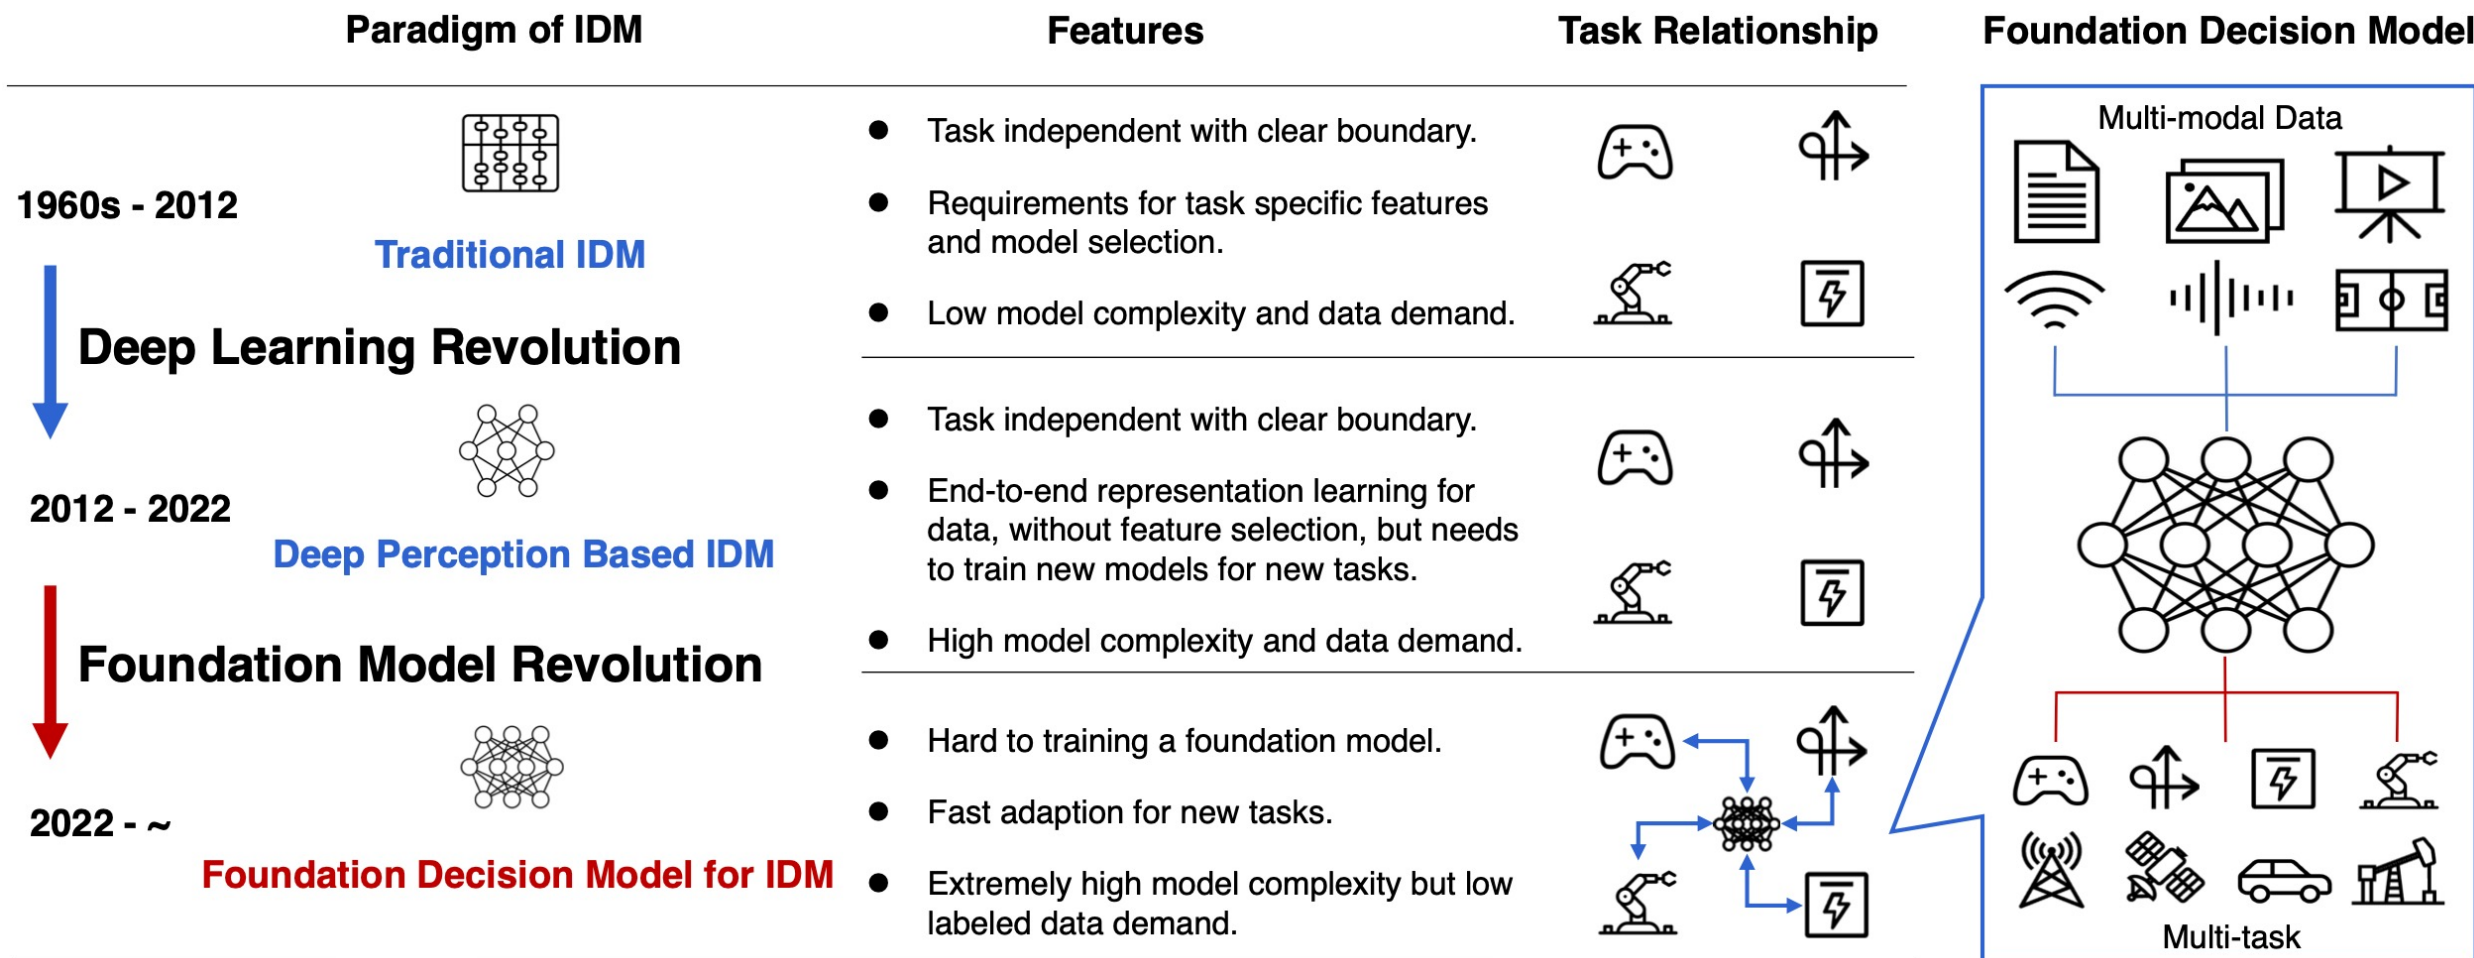 Paradigm of IDM
Features
Task Relationship
Foundation Decision Model
1960s - 2012
Traditional IDM
Task independent with clear boundary.
Requirements for task specific features
and model selection.
Low model complexity and data demand.
Deep Learning Revolution
2012 - 2022
Deep Perception Based IDM
Task independent with clear boundary.
End-to-end representation learning for
data, without feature selection, but needs
to train new models for new tasks.
High model complexity and data demand.
Foundation Model Revolution
2022 - ~
Foundation Decision Model for IDM
Hard to training a foundation model.
Fast adaption for new tasks.
Extremely high model complexity but low
labeled data demand.
Multi-modal Data
Multi-task